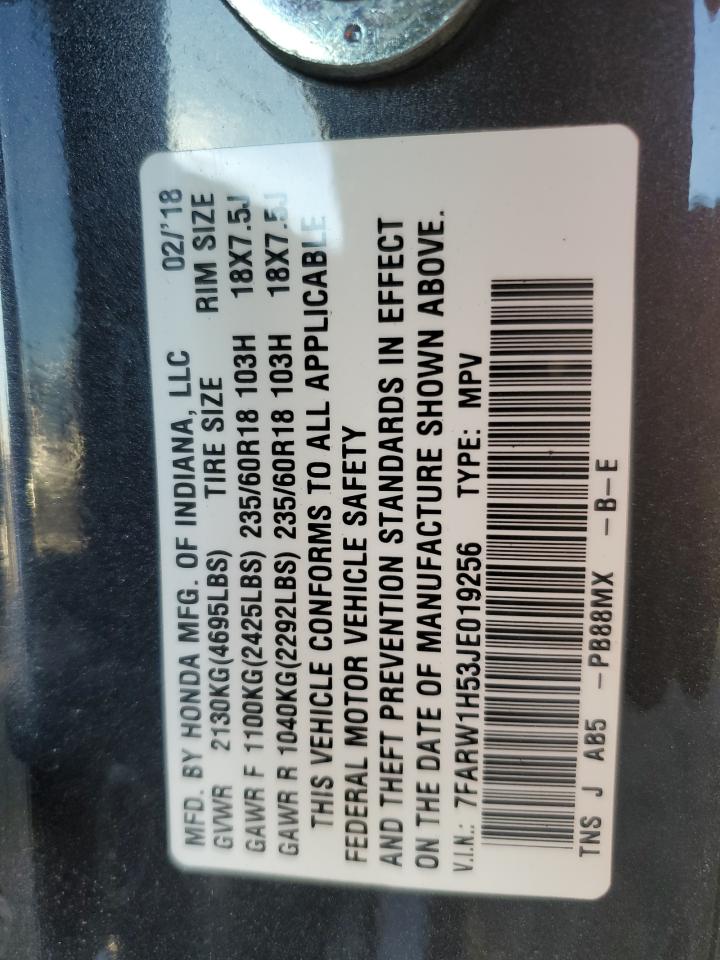 MFD. BY HONDA MFG. OF INDIANA, LLC 02/'18
GVWR 2130KG(4695LBS) TIRE SIZE RIM SIZE
GAWR F 1100KG(2425LBS) 235/60R18 103H 18X7.5J
GAWR R 1040KG(2292LBS) 235/60R18 103H 18X7.5J
THIS VEHICLE CONFORMS TO ALL APPLICABLE
FEDERAL MOTOR VEHICLE SAFETY
AND THEFT PREVENTION STANDARDS IN EFFECT
ON THE DATE OF MANUFACTURE SHOWN ABOVE.
V.I.N.: 7FARW1H53JE019256 TYPE: MPV
TNS J AB5 -PB88MX -B-E